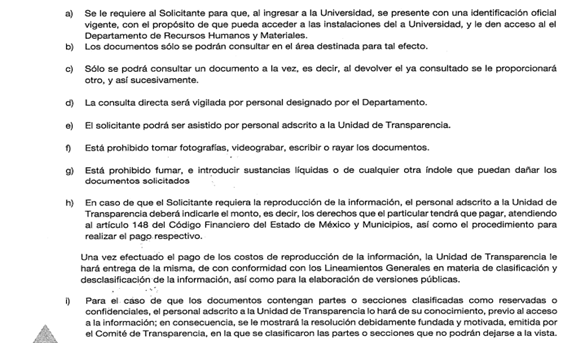 a) Se le requiere al Solicitante para que, al ingresar a la Universidad, se presente con una identificación oficial
vigente, con el propósito de que pueda acceder a las instalaciones del a Universidad, y le den acceso al el
Departamento de Recursos Humanos y Materiales.
b) Los documentos sólo se podrán consultar en el área destinada para tal efecto.
c) Sólo se podrá consultar un documento a la vez, es decir, al devolver el ya consultado se le proporcionará
otro, y así sucesivamente.
d) La consulta directa será vigilada por personal designado por el Departamento.
e) El solicitante podrá ser asistido por personal adscrito a la Unidad de Transparencia.
f) Está prohibido tomar fotografías, videograbar, escribir o rayar los documentos.
g) Está prohibido fumar, e introducir sustancias líquidas o de cualquier otra índole que puedan dañar los
documentos solicitados
h) En caso de que el Solicitante requiera la reproducción de la información, el personal adscrito a la Unidad de
Transparencia deberá indicarle el monto, es decir, los derechos que el particular tendrá que pagar, atendiendo
al artículo 148 del Código Financiero del Estado de México y Municipios, así como el procedimiento para
realizar el pago respectivo.
Una vez efectuado el pago de los costos de reproducción de la información, la Unidad de Transparencia le
hará entrega de la misma, de con conformidad con los Lineamientos Generales en materia de clasificación y
desclasificación de la información, así como para la elaboración de versiones públicas.
i) Para el caso de que los documentos contengan partes o secciones clasificadas como reservadas o
confidenciales, el personal adscrito a la Unidad de Transparencia lo hará de su conocimiento, previo al acceso
a la información; en consecuencia, se le mostrará la resolución debidamente fundada y motivada, emitida por
el Comité de Transparencia, en la que se clasificaron las partes o secciones que no podrán dejarse a la vista.